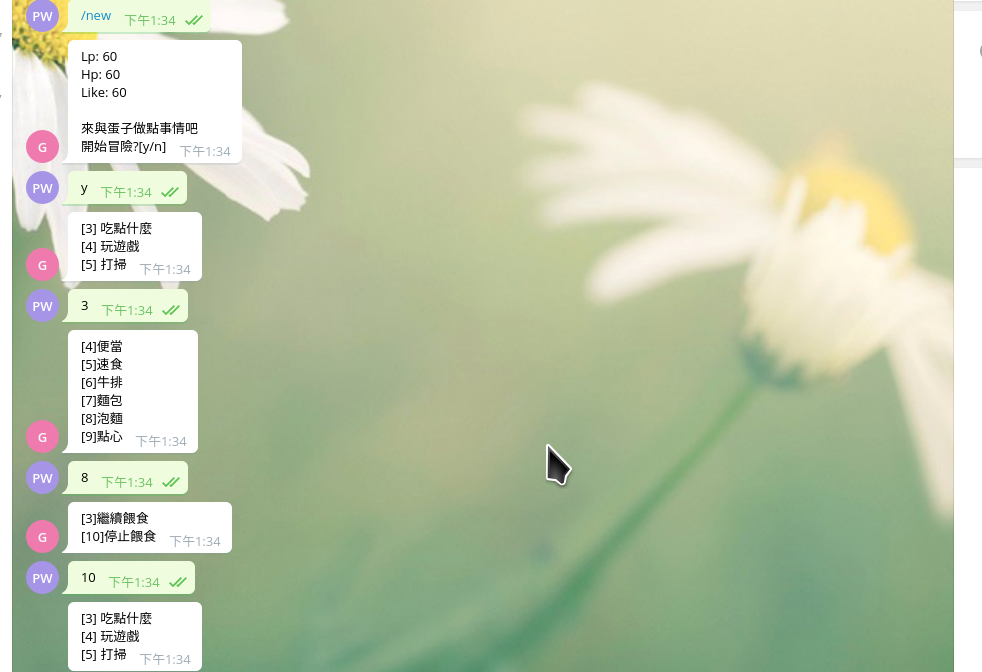 PW
/new 下午1:34
Lp: 60
Hp: 60
Like: 60
來與蛋子做點事情吧
開始冒險?[y/n] 下午1:34
G
PW
y 下午1:34
[3] 吃點什麼
[4] 玩遊戲
[5] 打掃 下午1:34
G
PW
3 下午1:34
[4]便當
[5]速食
[6]牛排
[7]麵包
[8]泡麵
[9]點心 下午1:34
G
PW
8 下午1:34
[3]繼續餵食
[10]停止餵食 下午1:34
G
PW
10 下午1:34
[3] 吃點什麼
[4] 玩遊戲
[5] 打掃 下午1:34